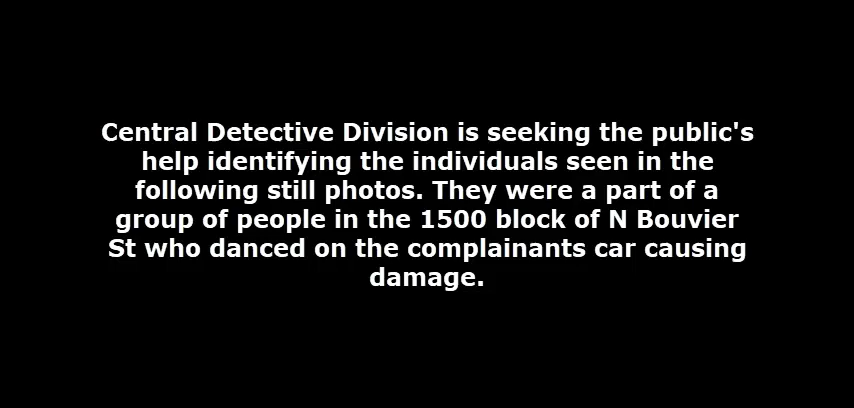 Central Detective Division is seeking the public's
help identifying the individuals seen in the
following still photos. They were a part of a
group of people in the 1500 block of N Bouvier
St who danced on the complainants car causing
damage.